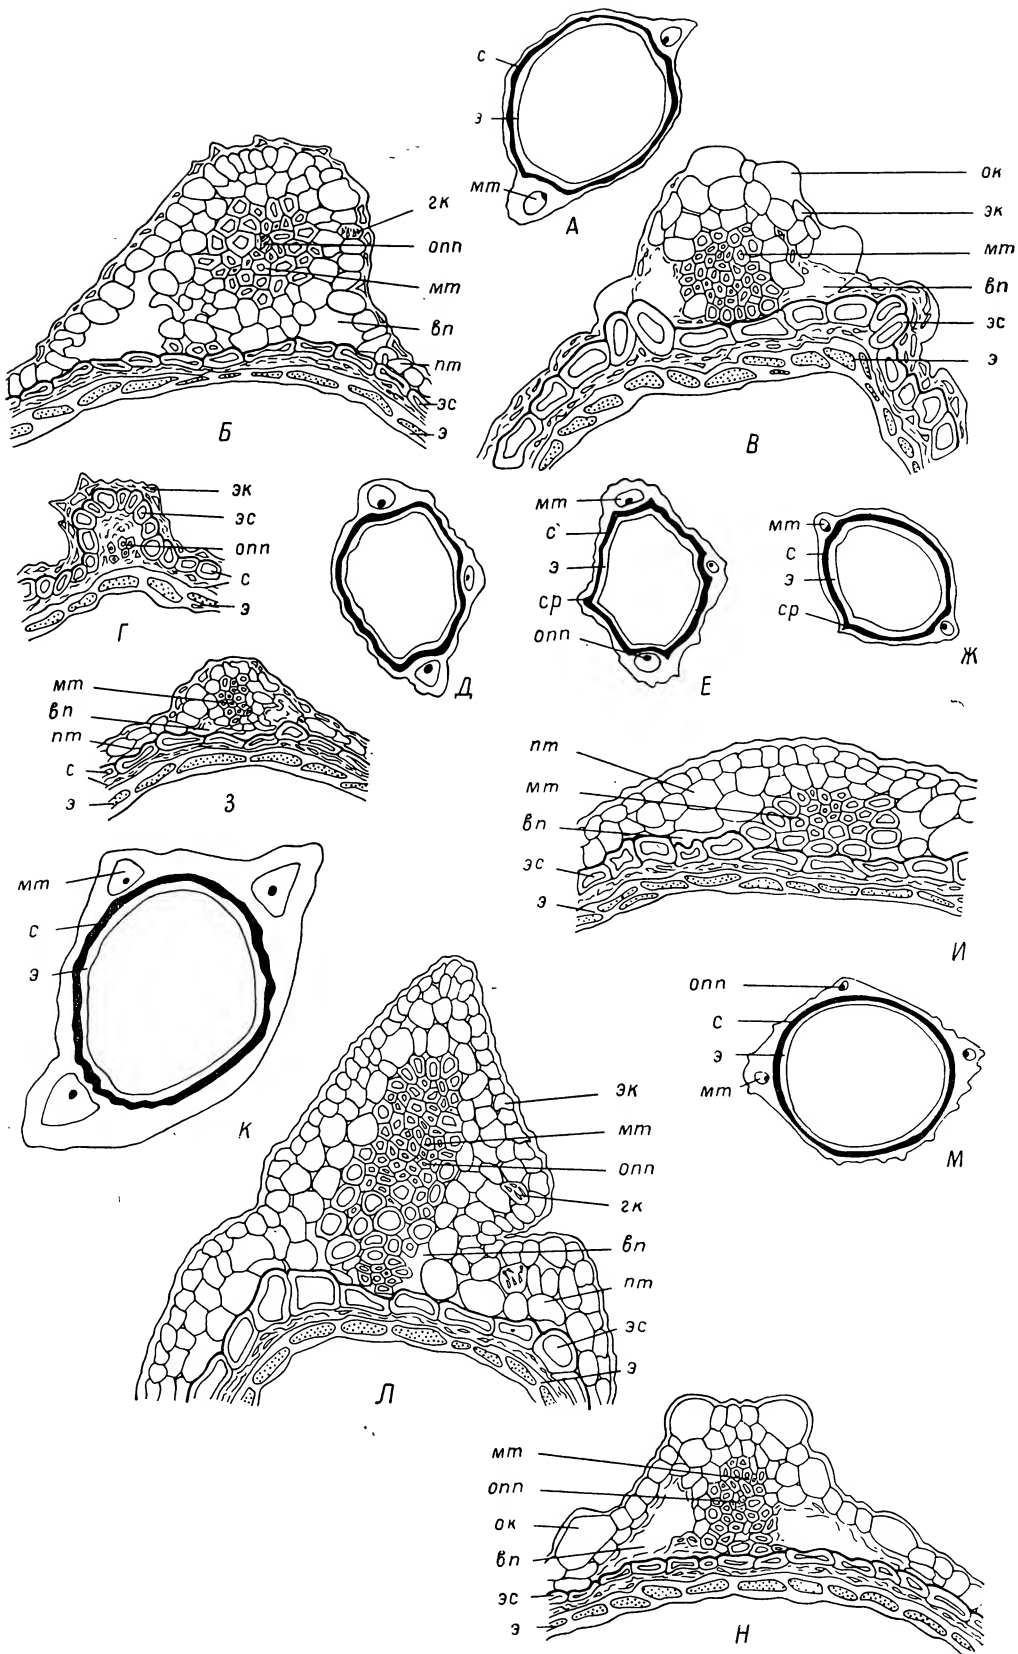 с
э
мт
А
гк
опп
мт
вп
пт
эс
э
Б
ок
эк
мт
вп
эс
э
В
эк
эс
опп
с
э
Г
Д
мт
с
э
ср
опп
Е
мт
с
э
ср
Ж
мт
вп
пт
с
э
З
пт
мт
вп
эс
э
И
мт
с
э
К
эк
мт
опп
гк
вп
пт
эс
э
Л
опп
с
э
мт
М
мт
опп
ок
вп
эс
э
Н